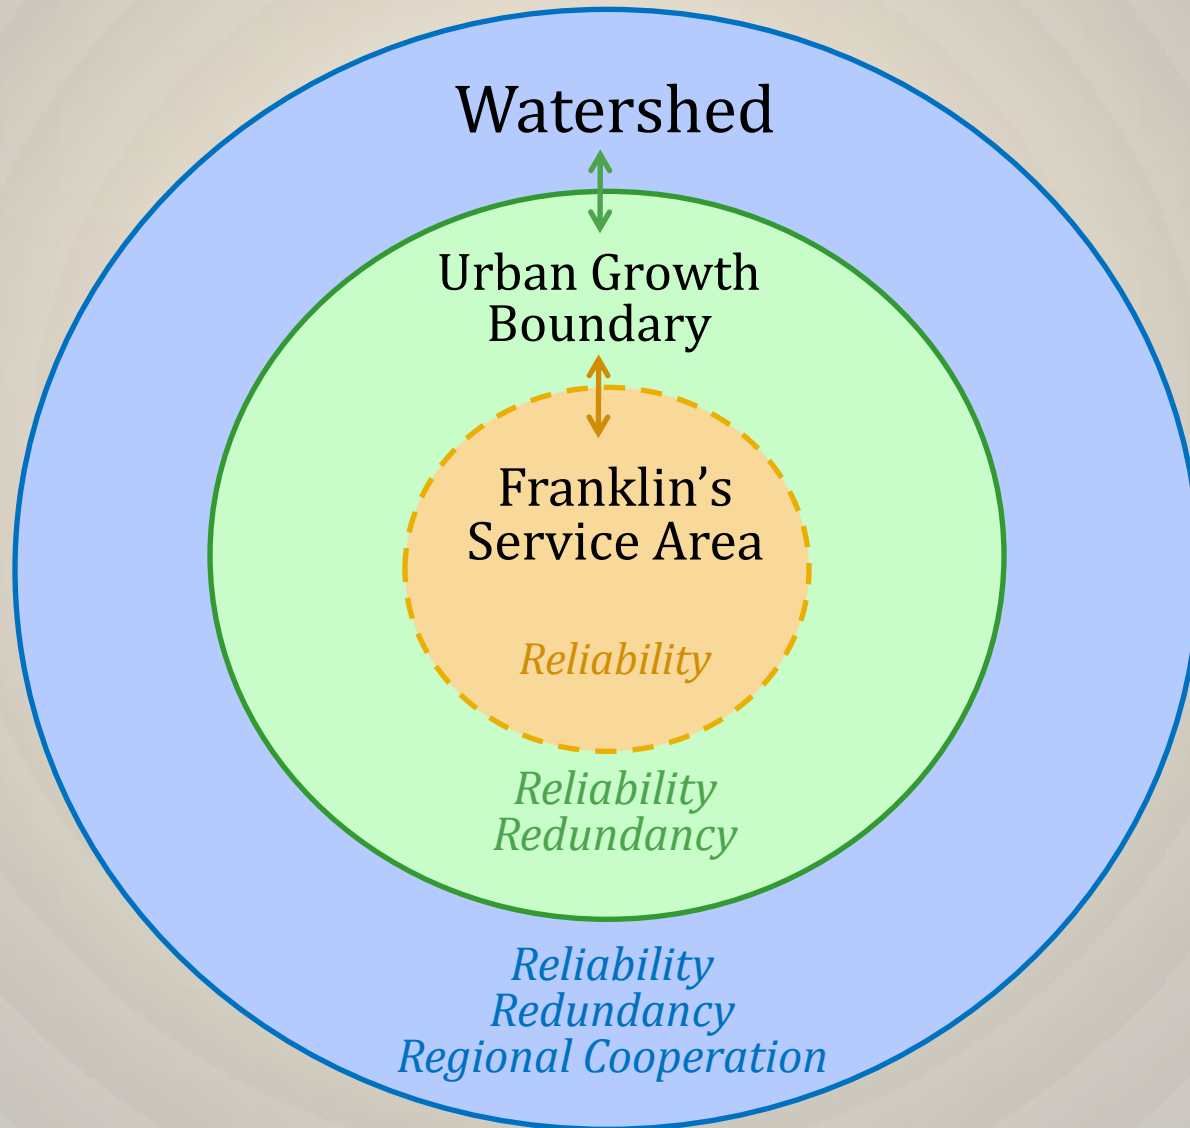 Watershed
Urban Growth
Boundary
Franklin’s
Service Area
Reliability
Reliability
Redundancy
Reliability
Redundancy
Regional Cooperation